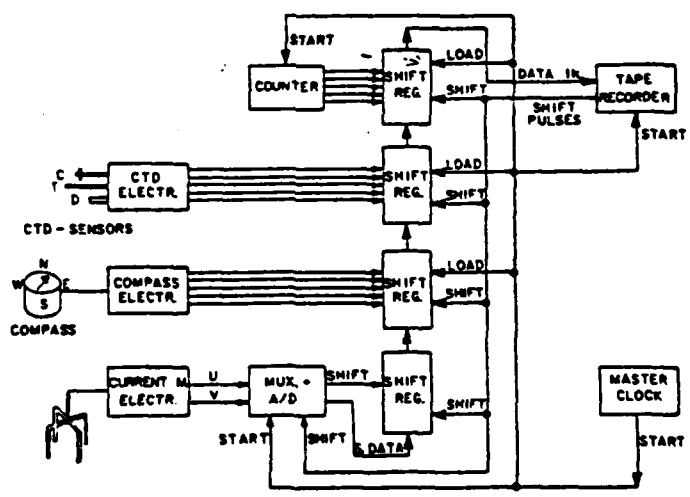 START
COUNTER
SHIFT
REG.
LOAD
SHIFT
DATA IN
SHIFT
PULSES
TAPE
RECORDER
START
C
T
D
CTD
ELECTR.
CTD - SENSORS
SHIFT
REG.
LOAD
SHIFT
N
W
E
S
COMPASS
COMPASS
ELECTR.
SHIFT
REG.
LOAD
SHIFT
CURRENT M.
ELECTR.
U
V
MUX. +
A/D
SHIFT
SHIFT
REG.
SHIFT
START
SHIFT
S DATA
MASTER
CLOCK
START